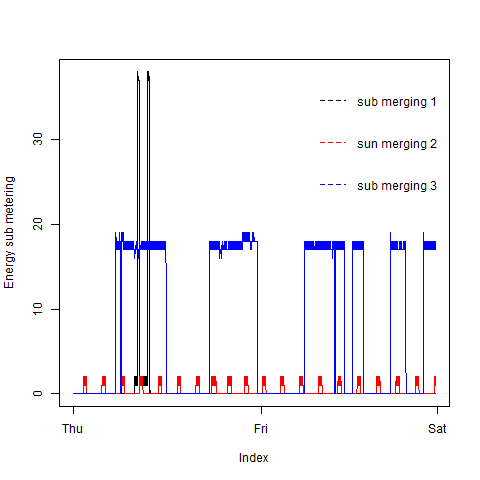 sub merging 1
sun merging 2
sub merging 3
Energy sub metering
30
20
10
0
Thu
Fri
Sat
Index